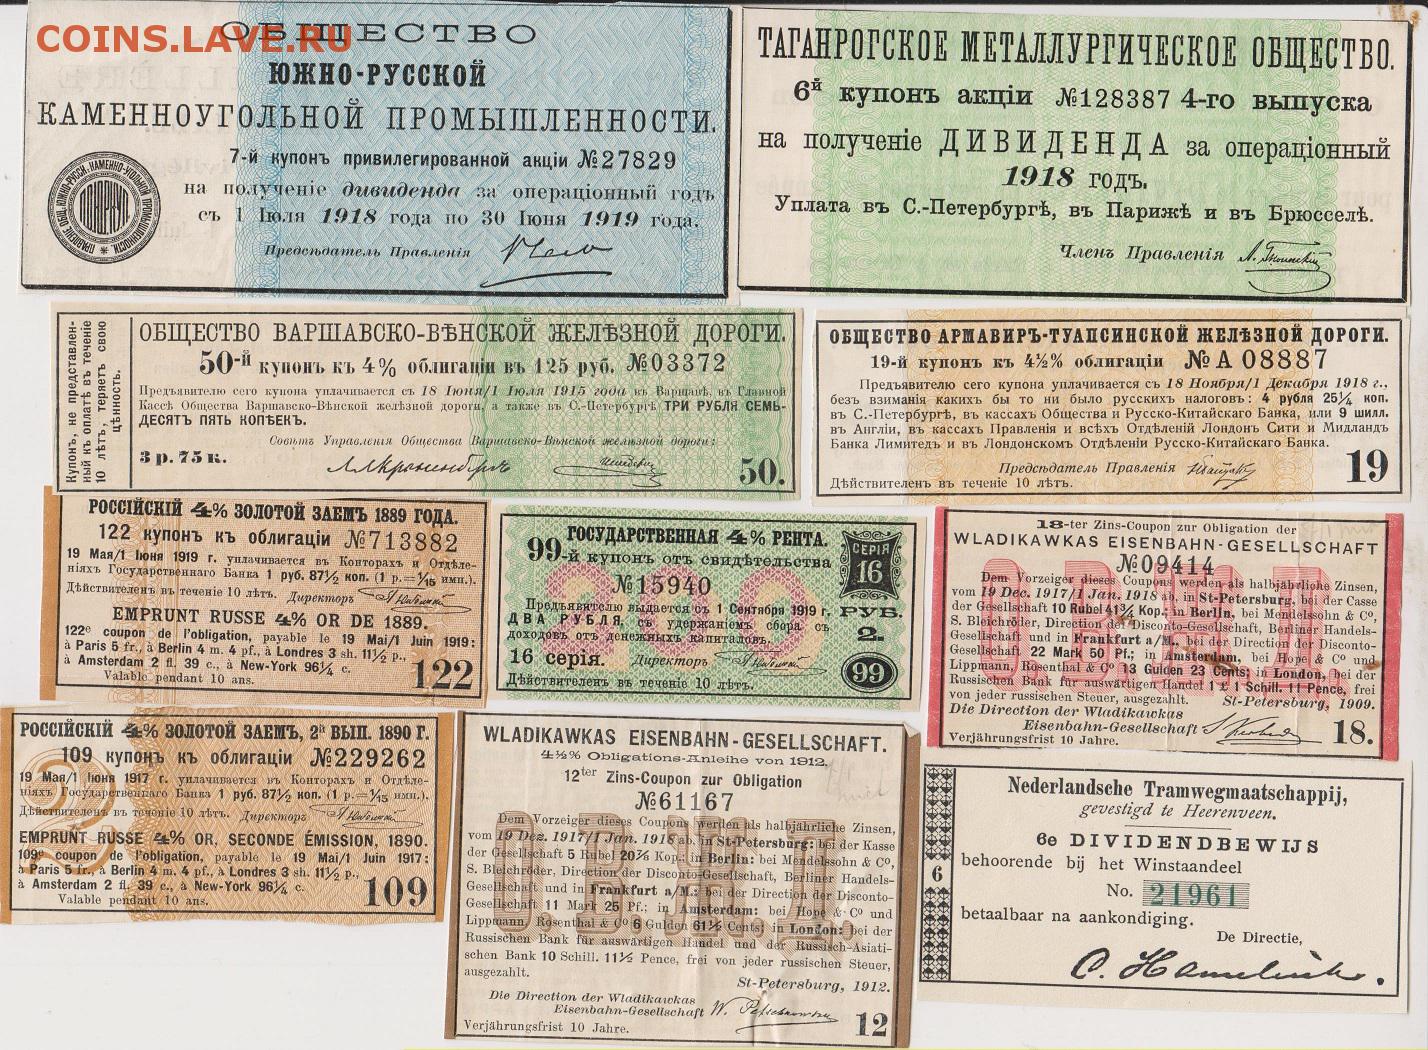 COINS.LAVE.RU
ОБЩЕСТВО
ЮЖНО-РУССКОЙ
КАМЕННОУГОЛЬНОЙ ПРОМЫШЛЕННОСТИ.
7-й купонъ привилегированной акціи №27829
на полученіе дивиденда за операціонный годъ
съ 1 Іюля 1918 года по 30 Іюня 1919 года.
Предсѣдатель Правленія
ТАГАНРОГСКОЕ МЕТАЛЛУРГИЧЕСКОЕ ОБЩЕСТВО.
6й купонъ акціи №128387 4-го выпуска
на полученіе ДИВИДЕНДА за операціонный
1918 годъ.
Уплата въ С.-Петербургѣ, въ Парижѣ и въ Брюсселѣ.
Членъ Правленія
Купонъ, не представлен-
ный къ оплатѣ въ теченіе
10 лѣтъ, теряетъ свою
цѣнность.
ОБЩЕСТВО ВАРШАВСКО-ВѢНСКОЙ ЖЕЛѢЗНОЙ ДОРОГИ.
50-й купонъ къ 4% облигаціи въ 125 руб. №03372
Предъявителю сего купона уплачивается съ 18 Іюня/1 Іюля 1915 года въ Варшавѣ, въ Главной
Кассѣ Общества Варшавско-Вѣнской желѣзной дороги, а также въ С.-Петербургѣ ТРИ РУБЛЯ СЕМЬ-
ДЕСЯТЪ ПЯТЬ КОПѢЕКЪ.
Совѣтъ Управленія Общества Варшавско-Вѣнской желѣзной дороги:
3 р. 75 к.
50.
ОБЩЕСТВО АРМАВИРЪ-ТУАПСИНСКОЙ ЖЕЛѢЗНОЙ ДОРОГИ.
19-й купонъ къ 4½% облигаціи № А 08887
Предъявителю сего купона уплачивается съ 18 Ноября/1 Декабря 1918 г.,
безъ взиманія какихъ бы то ни было русскихъ налоговъ: 4 рубля 25¼ коп.
въ С.-Петербургѣ, въ кассахъ Общества и Русско-Китайскаго Банка, или 9 шилл.
въ Англіи, въ кассахъ Правленія и всѣхъ Отдѣленій Лондонъ Сити и Мидландъ
Банка Лимитедъ и въ Лондонскомъ Отдѣленіи Русско-Китайскаго Банка.
Предсѣдатель Правленія
Дѣйствителенъ въ теченіе 10 лѣтъ.
19
РОССІЙСКІЙ 4% ЗОЛОТОЙ ЗАЕМЪ 1889 ГОДА.
122 купонъ къ облигаціи №713882
19 Мая/1 Іюня 1919 г. уплачивается въ Конторахъ и Отдѣле-
ніяхъ Государственнаго Банка 1 руб. 87½ коп. (1 р.=1/15 имп.).
Дѣйствителенъ въ теченіе 10 лѣтъ. Директоръ
EMPRUNT RUSSE 4% OR DE 1889.
122e coupon de l'obligation, payable le 19 Mai/1 Juin 1919:
à Paris 5 fr., à Berlin 4 m. 4 pf., à Londres 3 sh. 11½ p.,
à Amsterdam 2 fl. 39 c., à New-York 96¼ c.
Valable pendant 10 ans.
122
ГОСУДАРСТВЕННАЯ 4% РЕНТА.
99-й купонъ отъ свидѣтельства
№15940
200
Предъявителю выдается съ 1 Сентября 1919 г.
ДВА РУБЛЯ, съ удержаніемъ сбора съ
доходовъ отъ денежныхъ капиталовъ.
16 серія. Директоръ
Дѣйствителенъ въ теченіе 10 лѣтъ.
СЕРІЯ
16
РУБ.
2.
99
18-ter Zins-Coupon zur Obligation der
WLADIKAWKAS EISENBAHN-GESELLSCHAFT
№09414
Dem Vorzeiger dieses Coupons werden als halbjährliche Zinsen,
vom 19 Dec. 1917/1 Jan. 1918 ab, in St-Petersburg, bei der Casse
der Gesellschaft 10 Rubel 41¾ Kop.; in Berlin, bei Mendelssohn & Co,
S. Bleichröder, Direction der Disconto-Gesellschaft, Berliner Handels-
Gesellschaft und in Frankfurt a/M., bei der Direction der Disconto-
Gesellschaft 22 Mark 50 Pf.; in Amsterdam, bei Hope & Co und
Lippmann, Rosenthal & Co 13 Gulden 23 Cents; in London, bei der
Russischen Bank für auswärtigen Handel 1 £ 1 Schill. 11 Pence, frei
von jeder russischen Steuer, ausgezahlt. St-Petersburg, 1909.
Die Direction der Wladikawkas
Eisenbahn-Gesellschaft
Verjährungsfrist 10 Jahre.
18.
РОССІЙСКІЙ 4% ЗОЛОТОЙ ЗАЕМЪ, 2й ВЫП. 1890 Г.
109 купонъ къ облигаціи №229262
19 Мая/1 Іюня 1917 г. уплачивается въ Конторахъ и Отдѣле-
ніяхъ Государственнаго Банка 1 руб. 87½ коп. (1 р.=1/15 имп.).
Дѣйствителенъ въ теченіе 10 лѣтъ. Директоръ
EMPRUNT RUSSE 4% OR, SECONDE ÉMISSION, 1890.
109e coupon de l'obligation, payable le 19 Mai/1 Juin 1917:
à Paris 5 fr., à Berlin 4 m. 4 pf., à Londres 3 sh. 11½ p.,
à Amsterdam 2 fl. 39 c., à New-York 96¼ c.
Valable pendant 10 ans.
109
WLADIKAWKAS EISENBAHN-GESELLSCHAFT.
4½% Obligations-Anleihe von 1912.
12ter Zins-Coupon zur Obligation
№61167
Dem Vorzeiger dieses Coupons werden als halbjährliche Zinsen,
vom 19 Dez. 1917/1 Jan. 1918 ab, in St-Petersburg: bei der Kasse
der Gesellschaft 5 Rubel 20⅞ Kop.; in Berlin: bei Mendelssohn & Co,
S. Bleichröder, Direction der Disconto-Gesellschaft, Berliner Handels-
Gesellschaft und in Frankfurt a/M.: bei der Direction der Disconto-
Gesellschaft 11 Mark 25 Pf.; in Amsterdam: bei Hope & Co und
Lippmann, Rosenthal & Co 6 Gulden 61½ Cents; in London: bei der
Russischen Bank für auswärtigen Handel und der Russisch-Asiati-
schen Bank 10 Schill. 11½ Pence, frei von jeder russischen Steuer,
ausgezahlt.
St-Petersburg, 1912.
Die Direction der Wladikawkas
Eisenbahn-Gesellschaft
Verjährungsfrist 10 Jahre.
12
6
6
Nederlandsche Tramwegmaatschappij,
gevestigd te Heerenveen.
6e DIVIDENDBEWIJS
behoorende bij het Winstaandeel
No. 21961
betaalbaar na aankondiging.
De Directie,